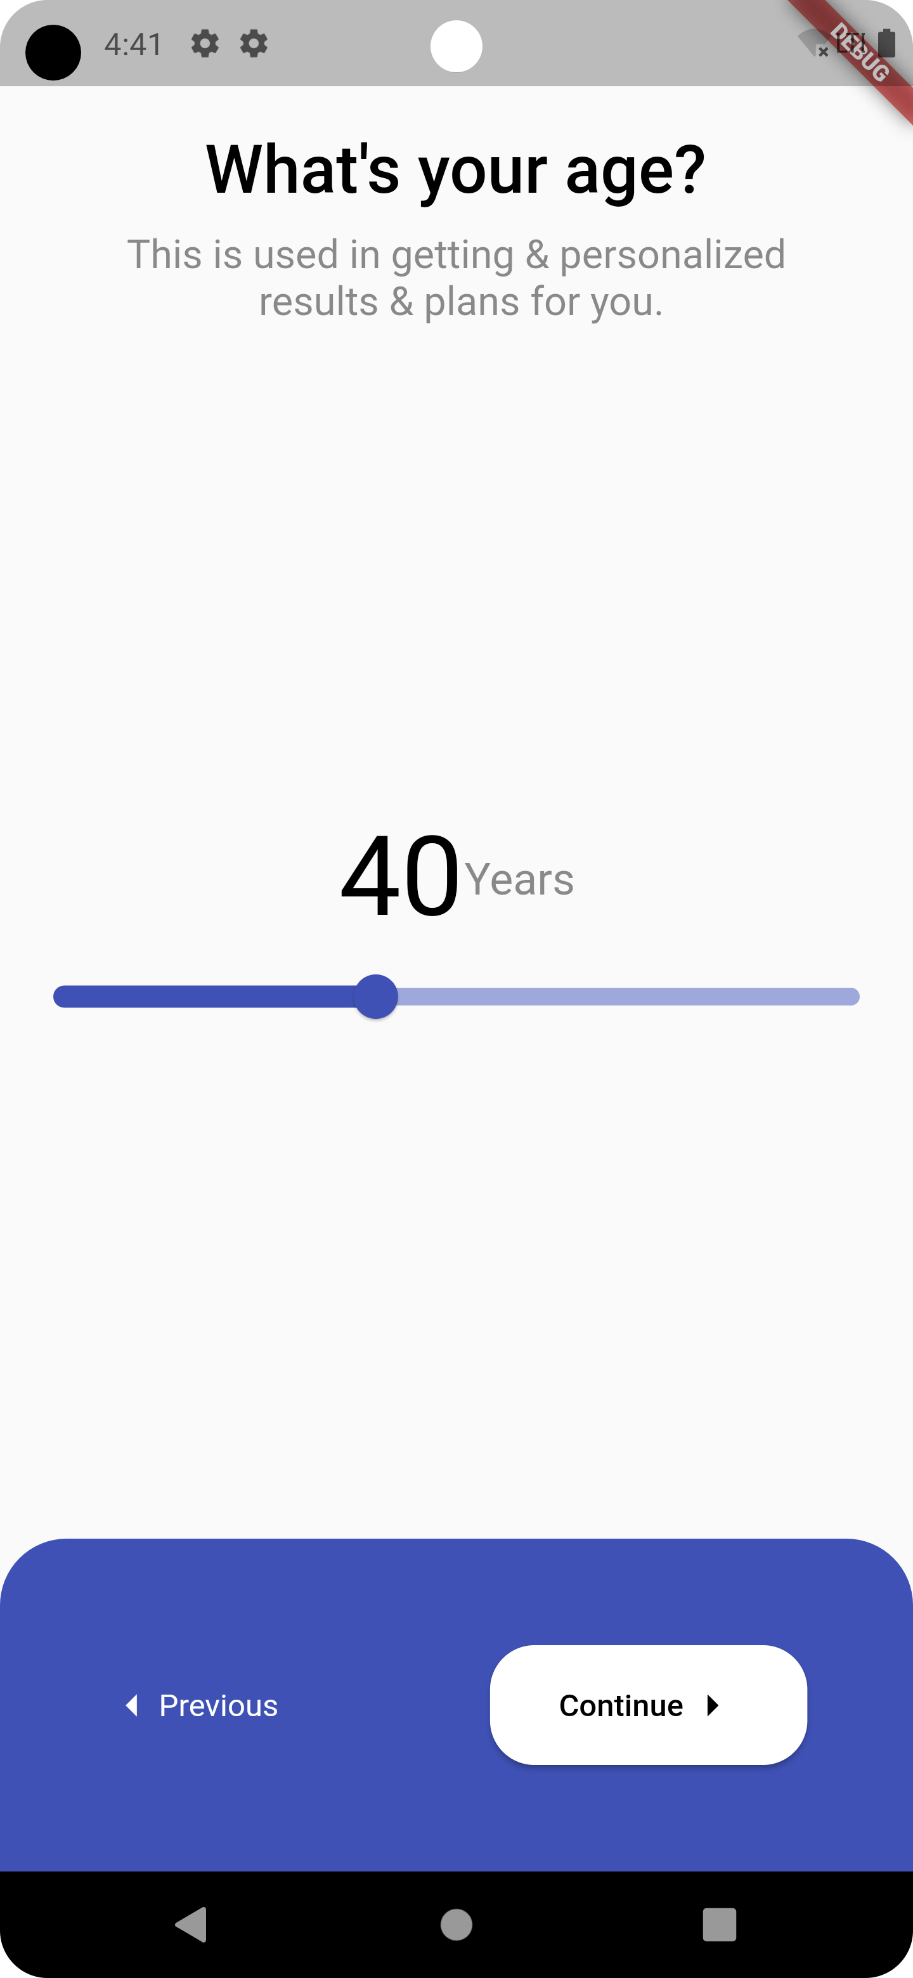 4:41
DEBUG
What's your age?
This is used in getting & personalized
results & plans for you.
40 Years
Previous
Continue